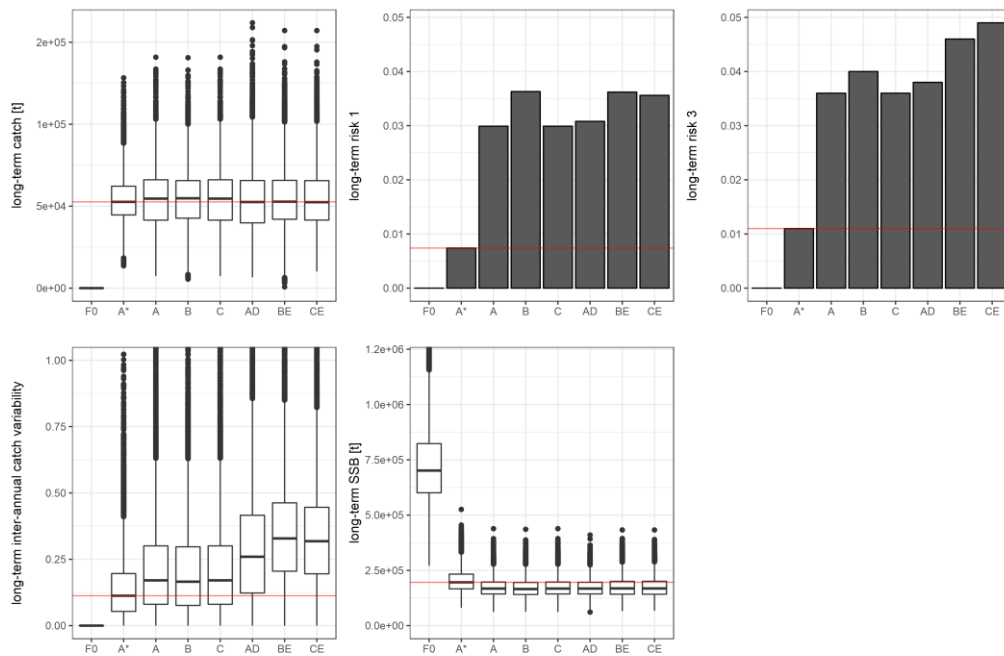 long-term catch [t]
2e+05
1e+05
5e+04
0e+00
F0 A* A B C AD BE CE
long-term risk 1
0.05
0.04
0.03
0.02
0.01
0.00
F0 A* A B C AD BE CE
long-term risk 3
0.05
0.04
0.03
0.02
0.01
0.00
F0 A* A B C AD BE CE
long-term inter-annual catch variability
1.00
0.75
0.50
0.25
0.00
F0 A* A B C AD BE CE
long-term SSB [t]
1.2e+06
1.0e+06
7.5e+05
5.0e+05
2.5e+05
0.0e+00
F0 A* A B C AD BE CE